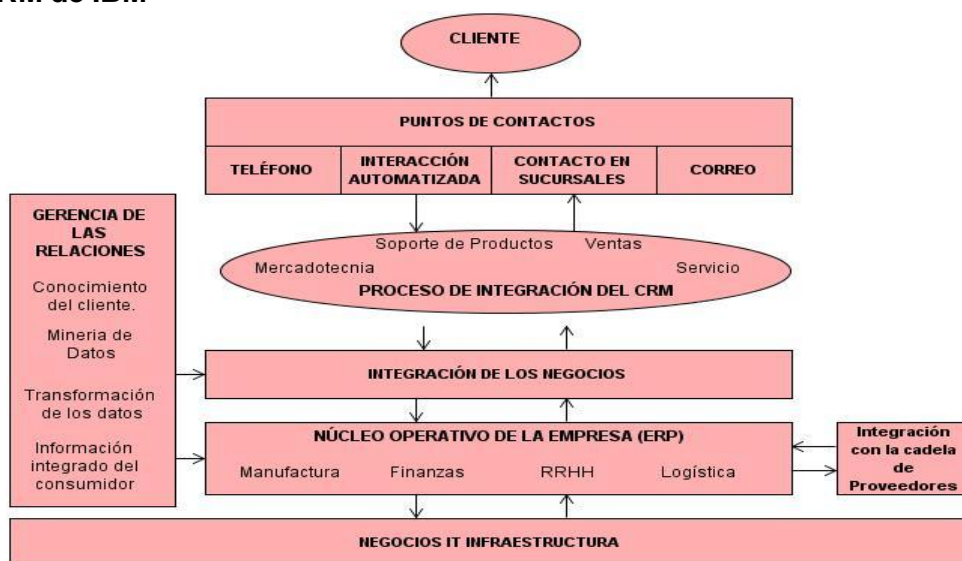 CLIENTE
PUNTOS DE CONTACTOS
TELÉFONO
INTERACCIÓN
AUTOMATIZADA
CONTACTO EN
SUCURSALES
CORREO
GERENCIA DE
LAS
RELACIONES
Conocimiento
del cliente.
Mineria de
Datos
Transformación
de los datos
Información
integrado del
consumidor
Soporte de Productos
Ventas
Mercadotecnia
Servicio
PROCESO DE INTEGRACIÓN DEL CRM
INTEGRACIÓN DE LOS NEGOCIOS
NÚCLEO OPERATIVO DE LA EMPRESA (ERP)
Manufactura
Finanzas
RRHH
Logística
Integración
con la cadela
de
Proveedores
NEGOCIOS IT INFRAESTRUCTURA